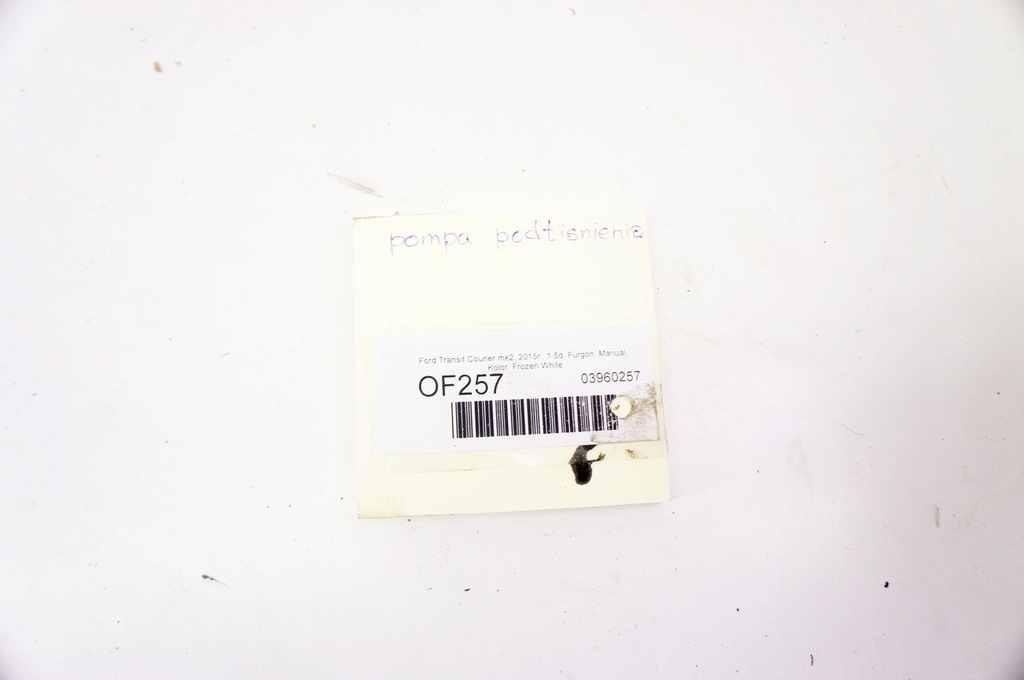 pompa podtisnienia
Ford Transit Courier mk2, 2015r., 1.5d, Furgon, Manual,
Kolor: Frozen White
OF257 03960257